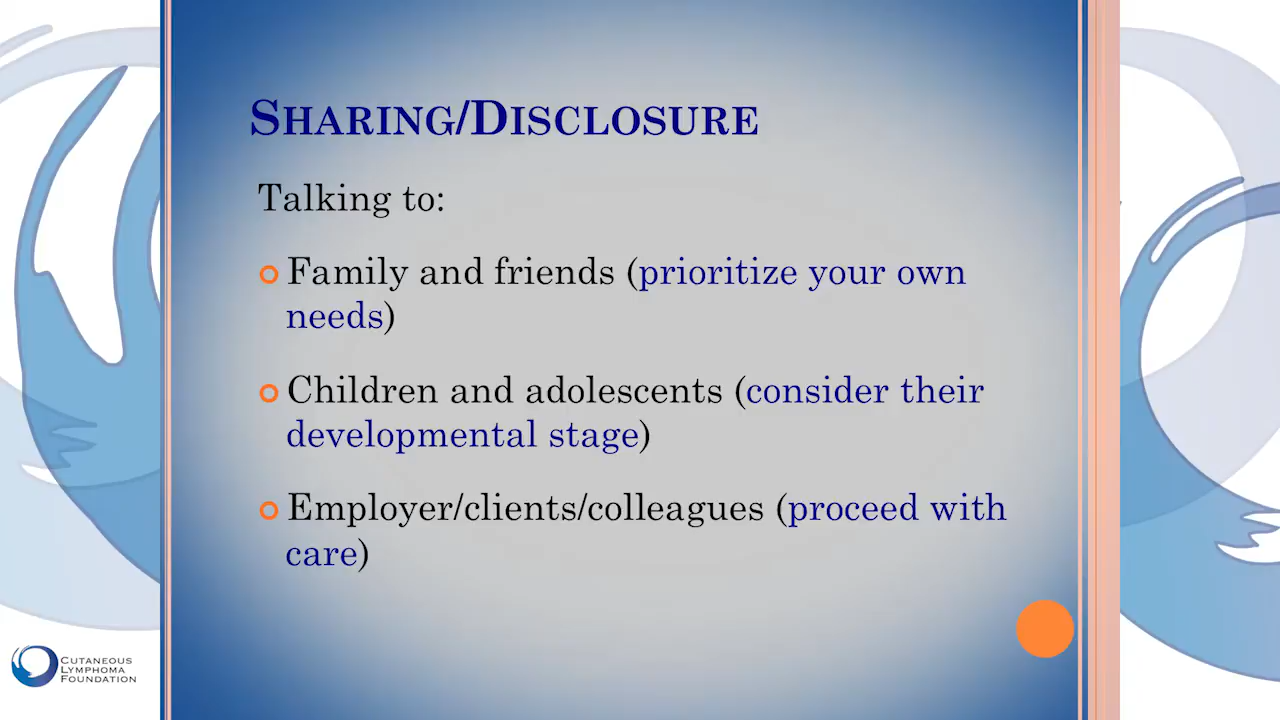 SHARING/DISCLOSURE
Talking to:
Family and friends (prioritize your own
needs)
Children and adolescents (consider their
developmental stage)
Employer/clients/colleagues (proceed with
care)
CUTANEOUS
LYMPHOMA
FOUNDATION